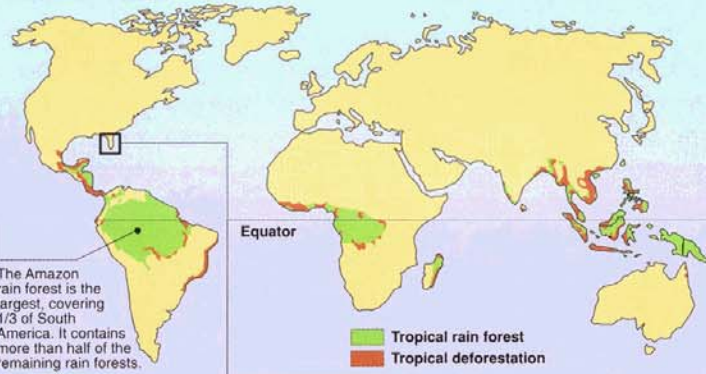 Equator
The Amazon
rain forest is the
largest, covering
1/3 of South
America. It contains
more than half of the
remaining rain forests.
Tropical rain forest
Tropical deforestation